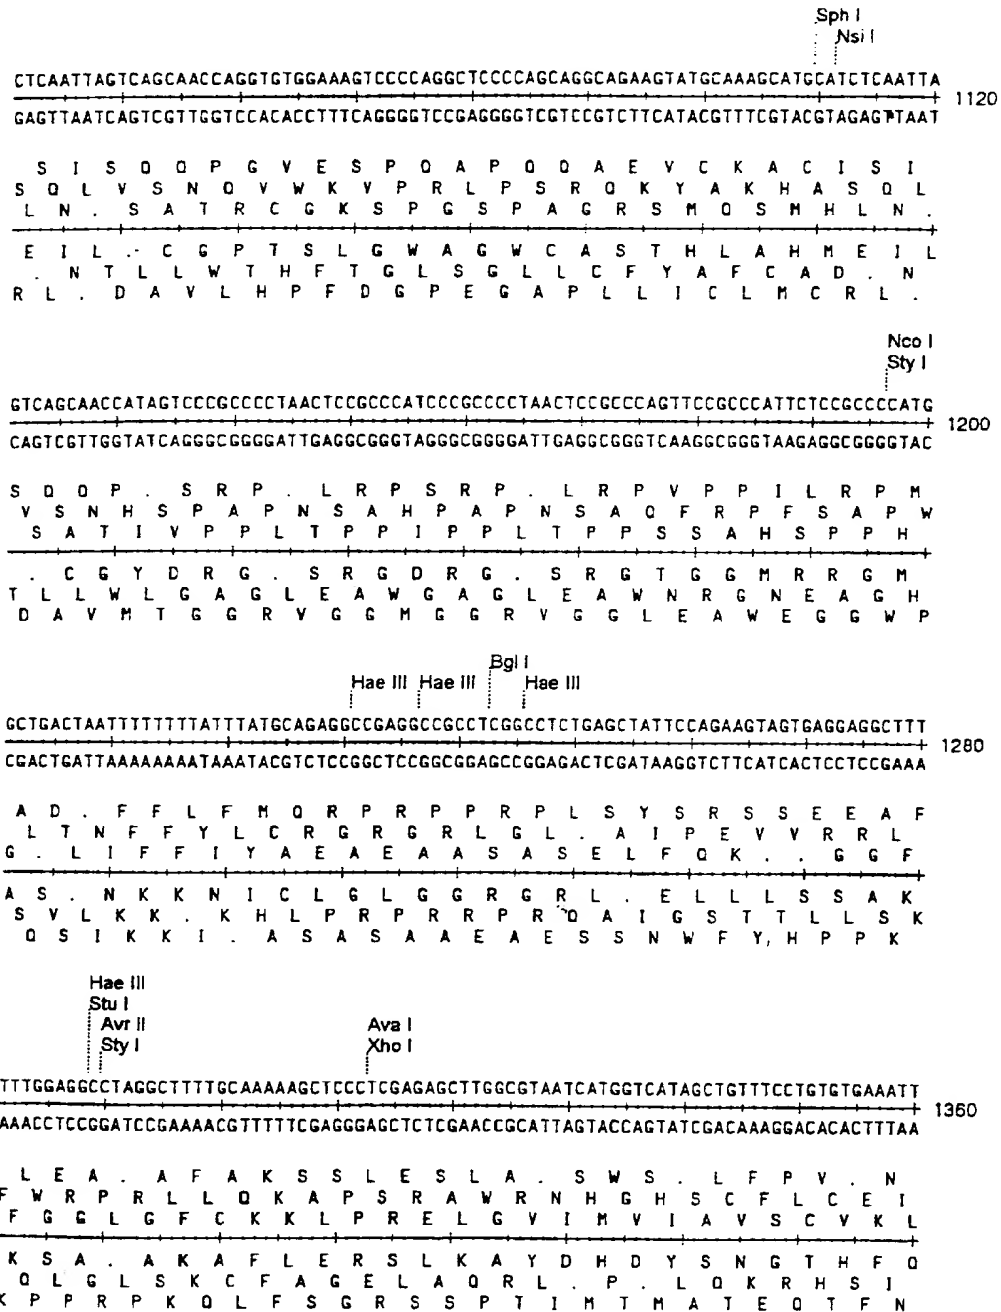 Sph I
Nsi I
CTCAATTAGTCAGCAACCAGGTGTGGAAAGTCCCCAGGCTCCCCAGCAGGCAGAAGTATGCAAAGCATGCATCTCAATTA
1120
GAGTTAATCAGTCGTTGGTCCACACCTTTCAGGGGTCCGAGGGGTCGTCCGTCTTCATACGTTTCGTACGTAGAGTTAAT
S I S Q Q P G V E S P Q A P Q Q A E V C K A C I S I
S Q L V S N Q V W K V P R L P S R Q K Y A K H A S Q L
L N . S A T R C G K S P G S P A G R S M Q S M H L N .
E I L . C G P T S L G W A G W C A S T H L A H M E I L
. N T L L W T H F T G L S G L L C F Y A F C A D . N
R L . D A V L H P F D G P E G A P L L I C L M C R L .
Nco I
Sty I
GTCAGCAACCATAGTCCCGCCCCTAACTCCGCCCATCCCGCCCCTAACTCCGCCCAGTTCCGCCCATTCTCCGCCCCATG
1200
CAGTCGTTGGTATCAGGGCGGGGATTGAGGCGGGTAGGGCGGGGATTGAGGCGGGTCAAGGCGGGTAAGAGGCGGGGTAC
S Q Q P . S R P . L R P S R P . L R P V P P I L R P M
V S N H S P A P N S A H P A P N S A Q F R P F S A P W
S A T I V P P L T P P I P P L T P P S S A H S P P H
. C G Y D R G . S R G D R G . S R G T G G M R R G M
T L L W L G A G L E A W G A G L E A W N R G N E A G H
D A V M T G G R V G G M G G R V G G L E A W E G G W P
Bgl I
Hae III Hae III Hae III
GCTGACTAATTTTTTTTATTTATGCAGAGGCCGAGGCCGCCTCGGCCTCTGAGCTATTCCAGAAGTAGTGAGGAGGCTTT
1280
CGACTGATTAAAAAAAATAAATACGTCTCCGGCTCCGGCGGAGCCGGAGACTCGATAAGGTCTTCATCACTCCTCCGAAA
A D . F F L F M Q R P R P P R P L S Y S R S S E E A F
L T N F F Y L C R G R G R L G L . A I P E V V R R L
G . L I F F I Y A E A E A A S A S E L F Q K . . G G F
A S . N K K N I C L G L G G R G R L . E L L L S S A K
S V L K K . K H L P R P R R P R Q A I G S T T L L S K
Q S I K K I . A S A S A A E A E S S N W F Y H P P K
Hae III
Stu I
Avr II Ava I
Sty I Xho I
TTTGGAGGCCTAGGCTTTTGCAAAAAGCTCCCTCGAGAGCTTGGCGTAATCATGGTCATAGCTGTTTCCTGTGTGAAATT
1360
AAACCTCCGGATCCGAAAACGTTTTTCGAGGGAGCTCTCGAACCGCATTAGTACCAGTATCGACAAAGGACACACTTTAA
L E A . A F A K S S L E S L A . S W S . L F P V . N
F W R P R L L Q K A P S R A W R N H G H S C F L C E I
F G G L G F C K K L P R E L G V I M V I A V S C V K L
K S A . A K A F L E R S L K A Y D H D Y S N G T H F Q
Q L G L S K C F A G E L A Q R L . P . L Q K R H S I
K P P R P K Q L F S G R S S P T I M T M A T E Q T F N